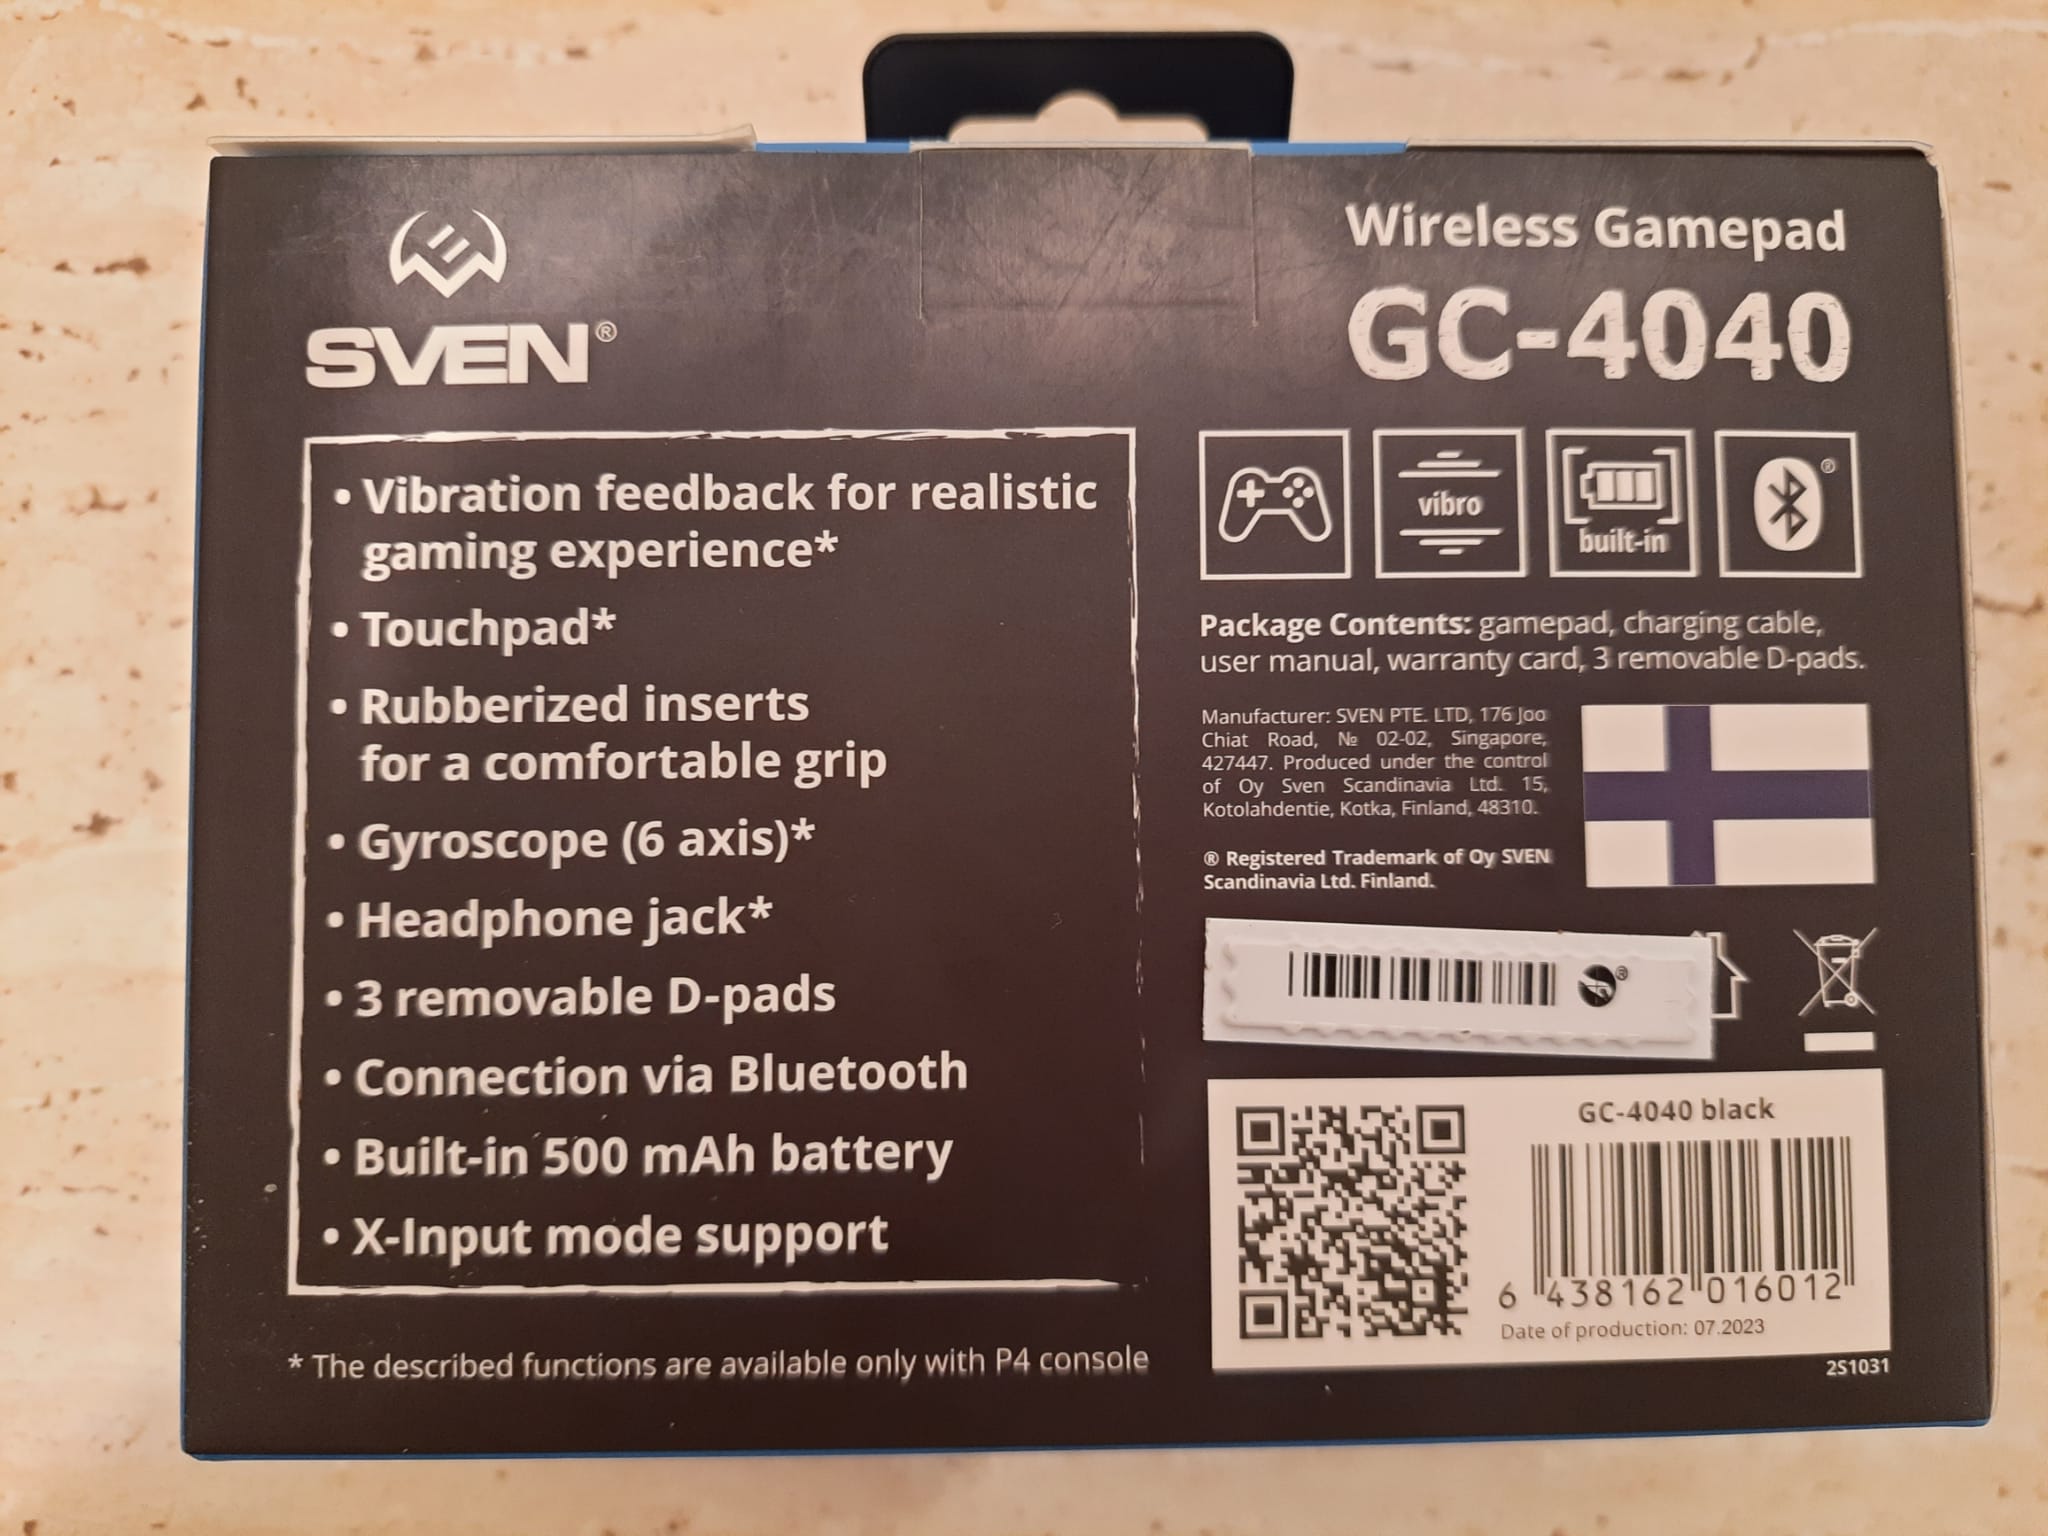 SVEN®
Wireless Gamepad
GC-4040
• Vibration feedback for realistic
gaming experience*
• Touchpad*
• Rubberized inserts
for a comfortable grip
• Gyroscope (6 axis)*
• Headphone jack*
• 3 removable D-pads
• Connection via Bluetooth
• Built-in 500 mAh battery
• X-Input mode support
* The described functions are available only with P4 console
vibro
built-in
®
Package Contents: gamepad, charging cable,
user manual, warranty card, 3 removable D-pads.
Manufacturer: SVEN PTE. LTD, 176 Joo
Chiat Road, № 02-02, Singapore,
427447. Produced under the control
of Oy Sven Scandinavia Ltd. 15,
Kotolahdentie, Kotka, Finland, 48310.
® Registered Trademark of Oy SVEN
Scandinavia Ltd. Finland.
®
GC-4040 black
6 438162 016012
Date of production: 07.2023
2S1031